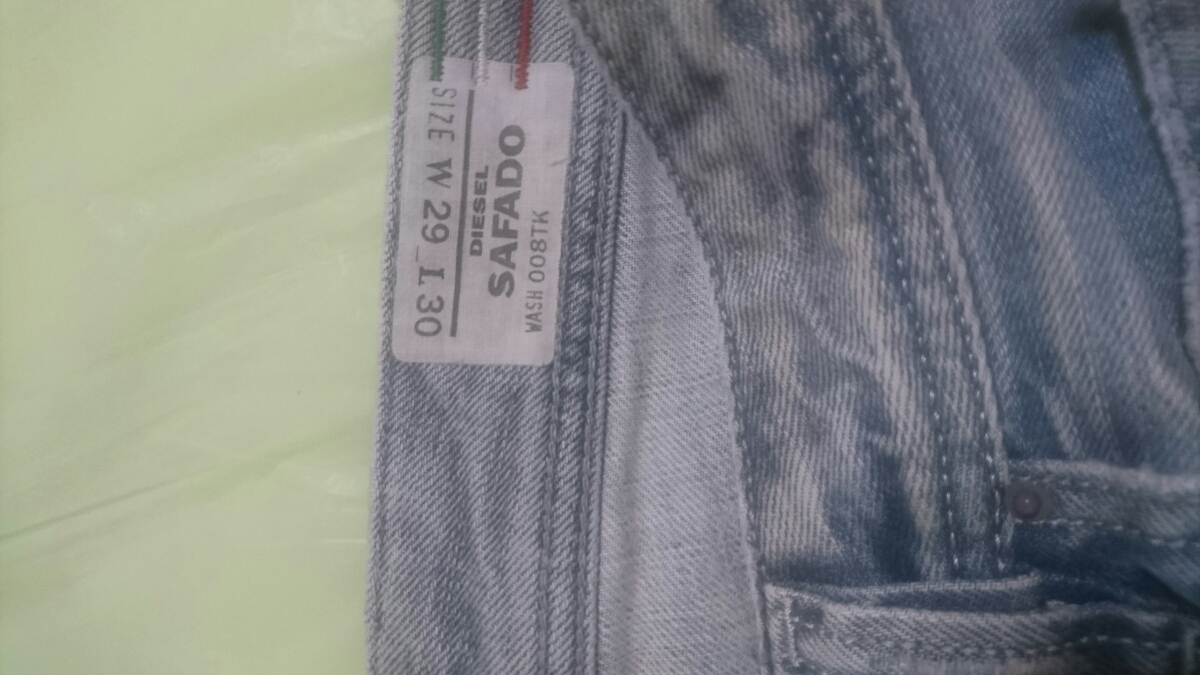 SIZE W 29 L 30
DIESEL
SAFADO
WASH 008TK